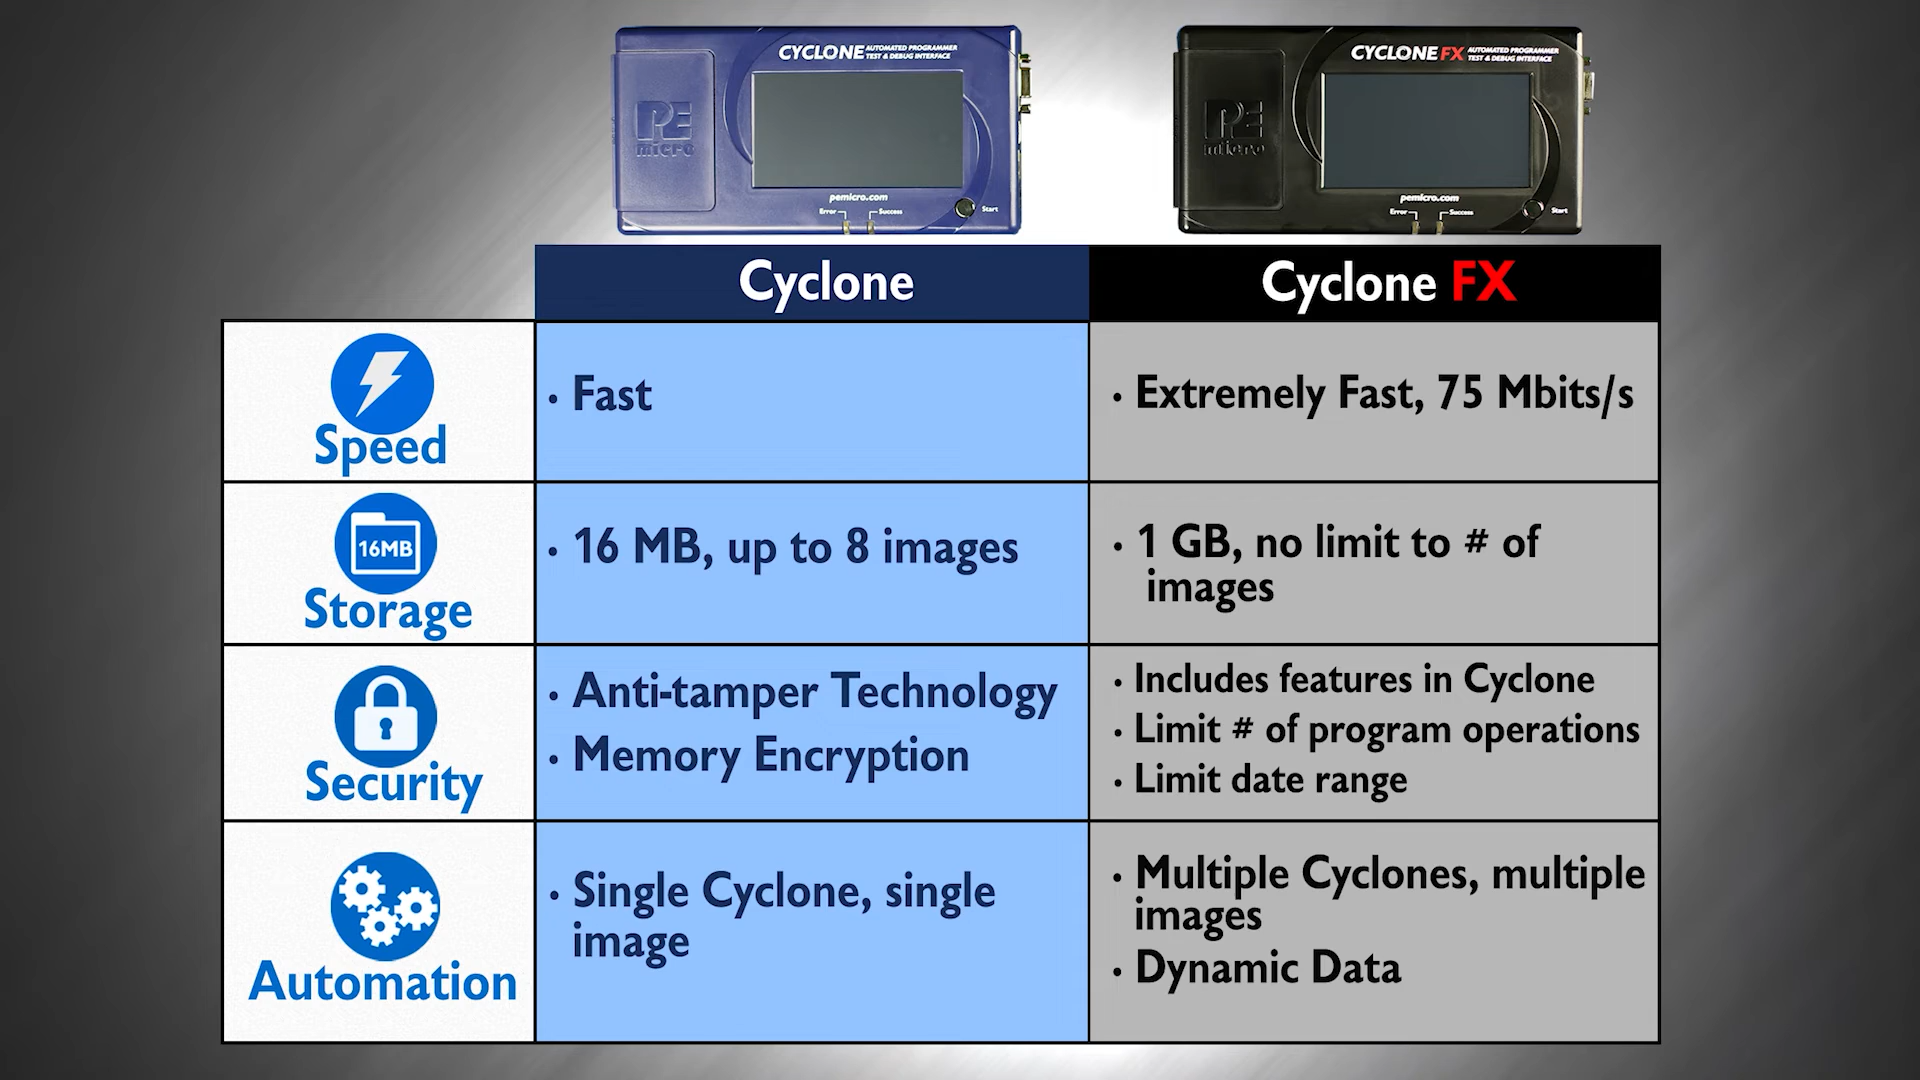 CYCLONE AUTOMATED PROGRAMMER
TEST & DEBUG INTERFACE
PE
micro
pemicro.com
Error
Success
Start
CYCLONE FX AUTOMATED PROGRAMMER
TEST & DEBUG INTERFACE
PE
micro
pemicro.com
Error
Success
Start
Cyclone
Cyclone FX
Speed
• Fast
• Extremely Fast, 75 Mbits/s
16MB
Storage
• 16 MB, up to 8 images
• 1 GB, no limit to # of
images
Security
• Anti-tamper Technology
• Memory Encryption
• Includes features in Cyclone
• Limit # of program operations
• Limit date range
Automation
• Single Cyclone, single
image
• Multiple Cyclones, multiple
images
• Dynamic Data